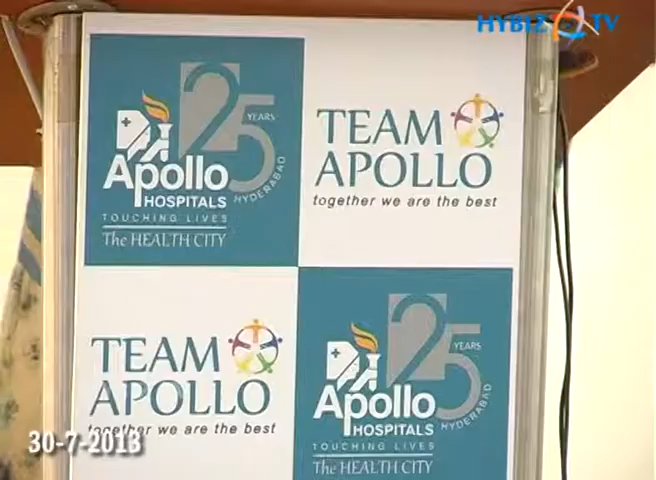 HYBIZ TV
25
YEARS
HYDERABAD
Apollo
HOSPITALS
TOUCHING LIVES
The HEALTH CITY
TEAM
APOLLO
together we are the best
TEAM
APOLLO
together we are the best
25
YEARS
HYDERABAD
Apollo
HOSPITALS
TOUCHING LIVES
The HEALTH CITY
30-7-2013